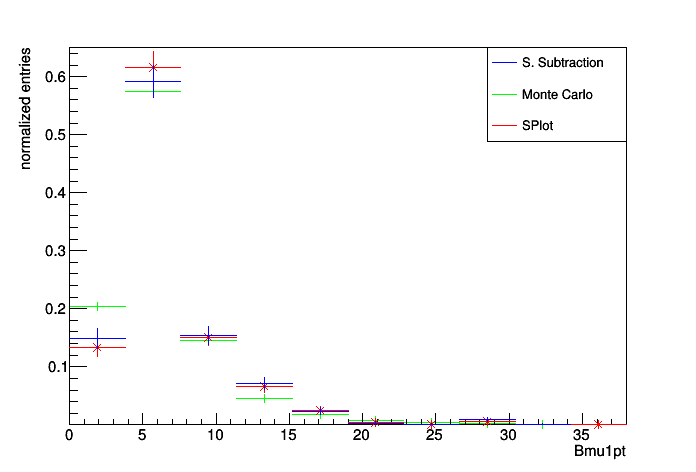 normalized entries
0.6
0.5
0.4
0.3
0.2
0.1
S. Subtraction
Monte Carlo
SPlot
0 5 10 15 20 25 30 35
Bmu1pt